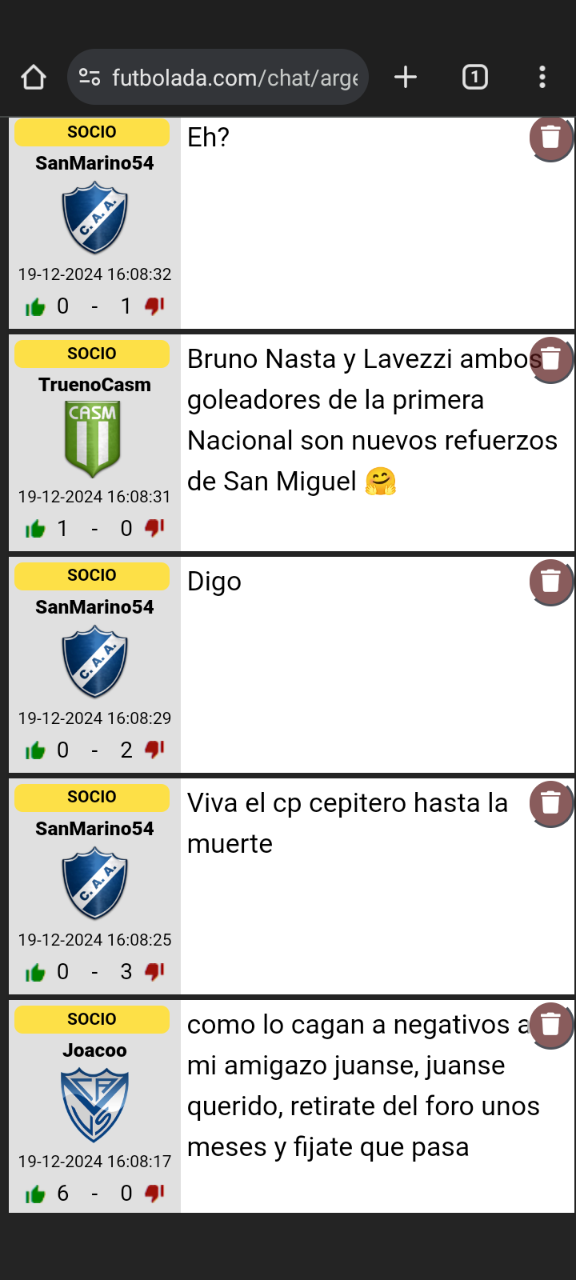 futbolada.com/chat/arge
1
SOCIO
SanMarino54
C.A.A.
19-12-2024 16:08:32
0 - 1
Eh?
SOCIO
TruenoCasm
CASM
19-12-2024 16:08:31
1 - 0
Bruno Nasta y Lavezzi ambos
goleadores de la primera
Nacional son nuevos refuerzos
de San Miguel 🤗
SOCIO
SanMarino54
C.A.A.
19-12-2024 16:08:29
0 - 2
Digo
SOCIO
SanMarino54
C.A.A.
19-12-2024 16:08:25
0 - 3
Viva el cp cepitero hasta la
muerte
SOCIO
Joacoo
CAVS
19-12-2024 16:08:17
6 - 0
como lo cagan a negativos a
mi amigazo juanse, juanse
querido, retirate del foro unos
meses y fijate que pasa